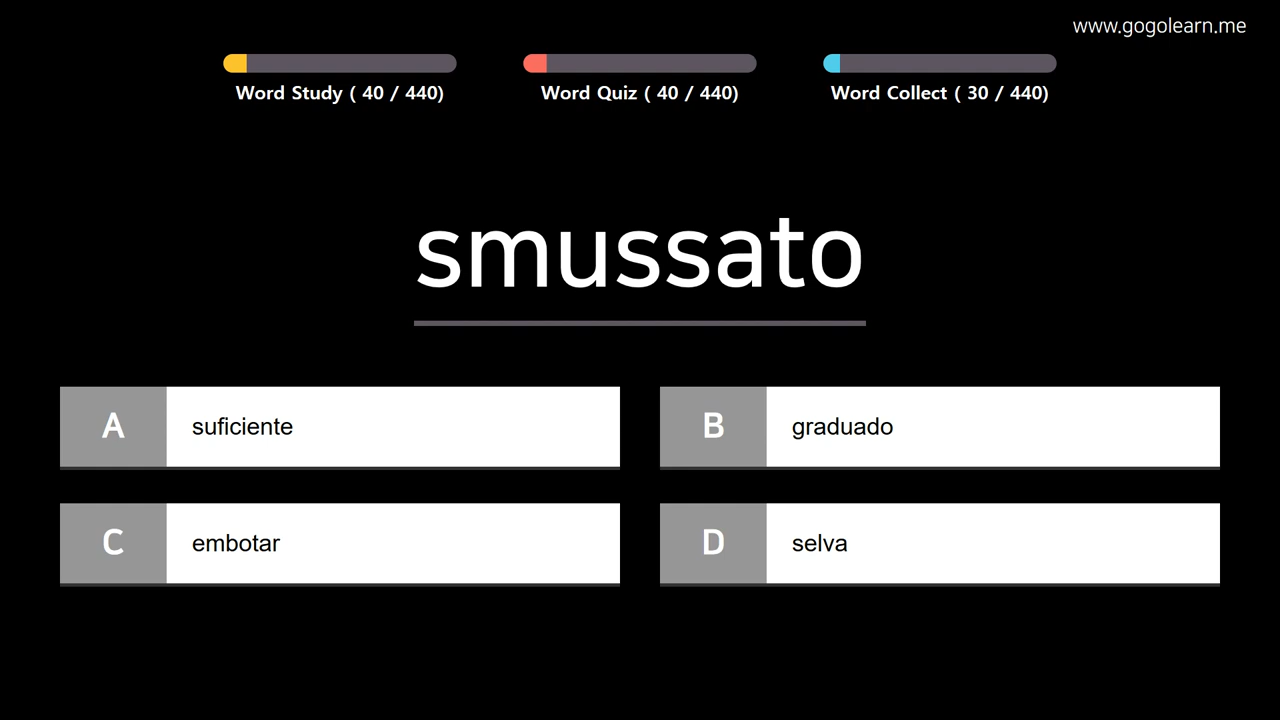 www.gogolearn.me
Word Study ( 40 / 440)
Word Quiz ( 40 / 440)
Word Collect ( 30 / 440)
smussato
A suficiente
B graduado
C embotar
D selva